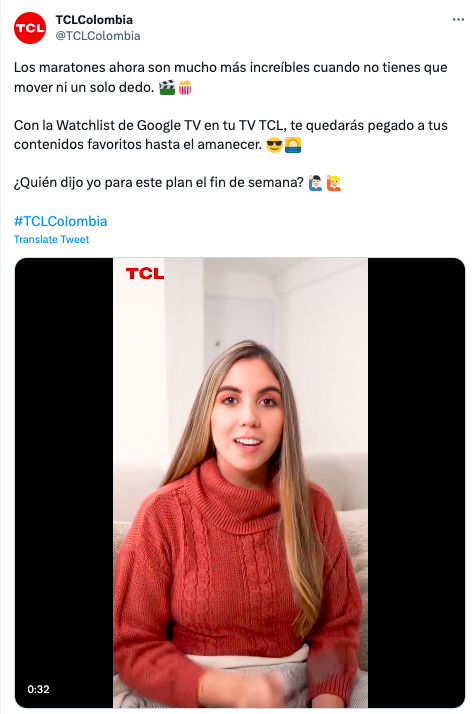 TCL
TCLColombia
@TCLColombia
Los maratones ahora son mucho más increíbles cuando no tienes que
mover ni un solo dedo. 🎬🍿
Con la Watchlist de Google TV en tu TV TCL, te quedarás pegado a tus
contenidos favoritos hasta el amanecer. 😎🌅
¿Quién dijo yo para este plan el fin de semana? 🙋🏻‍♂️🙋🏼
#TCLColombia
Translate Tweet
TCL
0:32